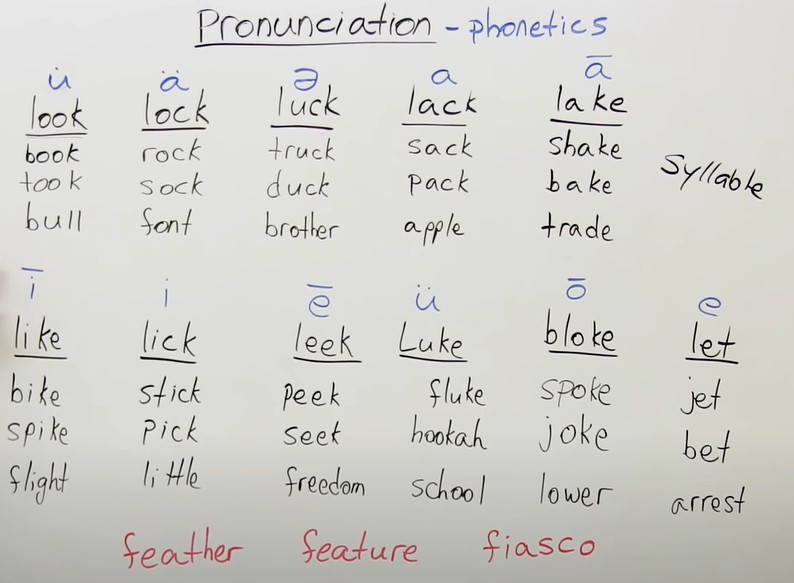 Pronunciation - phonetics
u̇ ä ə a ā
look lock luck lack lake
book rock truck sack shake
took sock duck pack bake
bull font brother apple trade
Syllable
ī i ē ü ō e
like lick leek Luke bloke let
bike stick peek fluke spoke jet
spike pick seek hookah joke bet
flight little freedom school lower arrest
feather feature fiasco